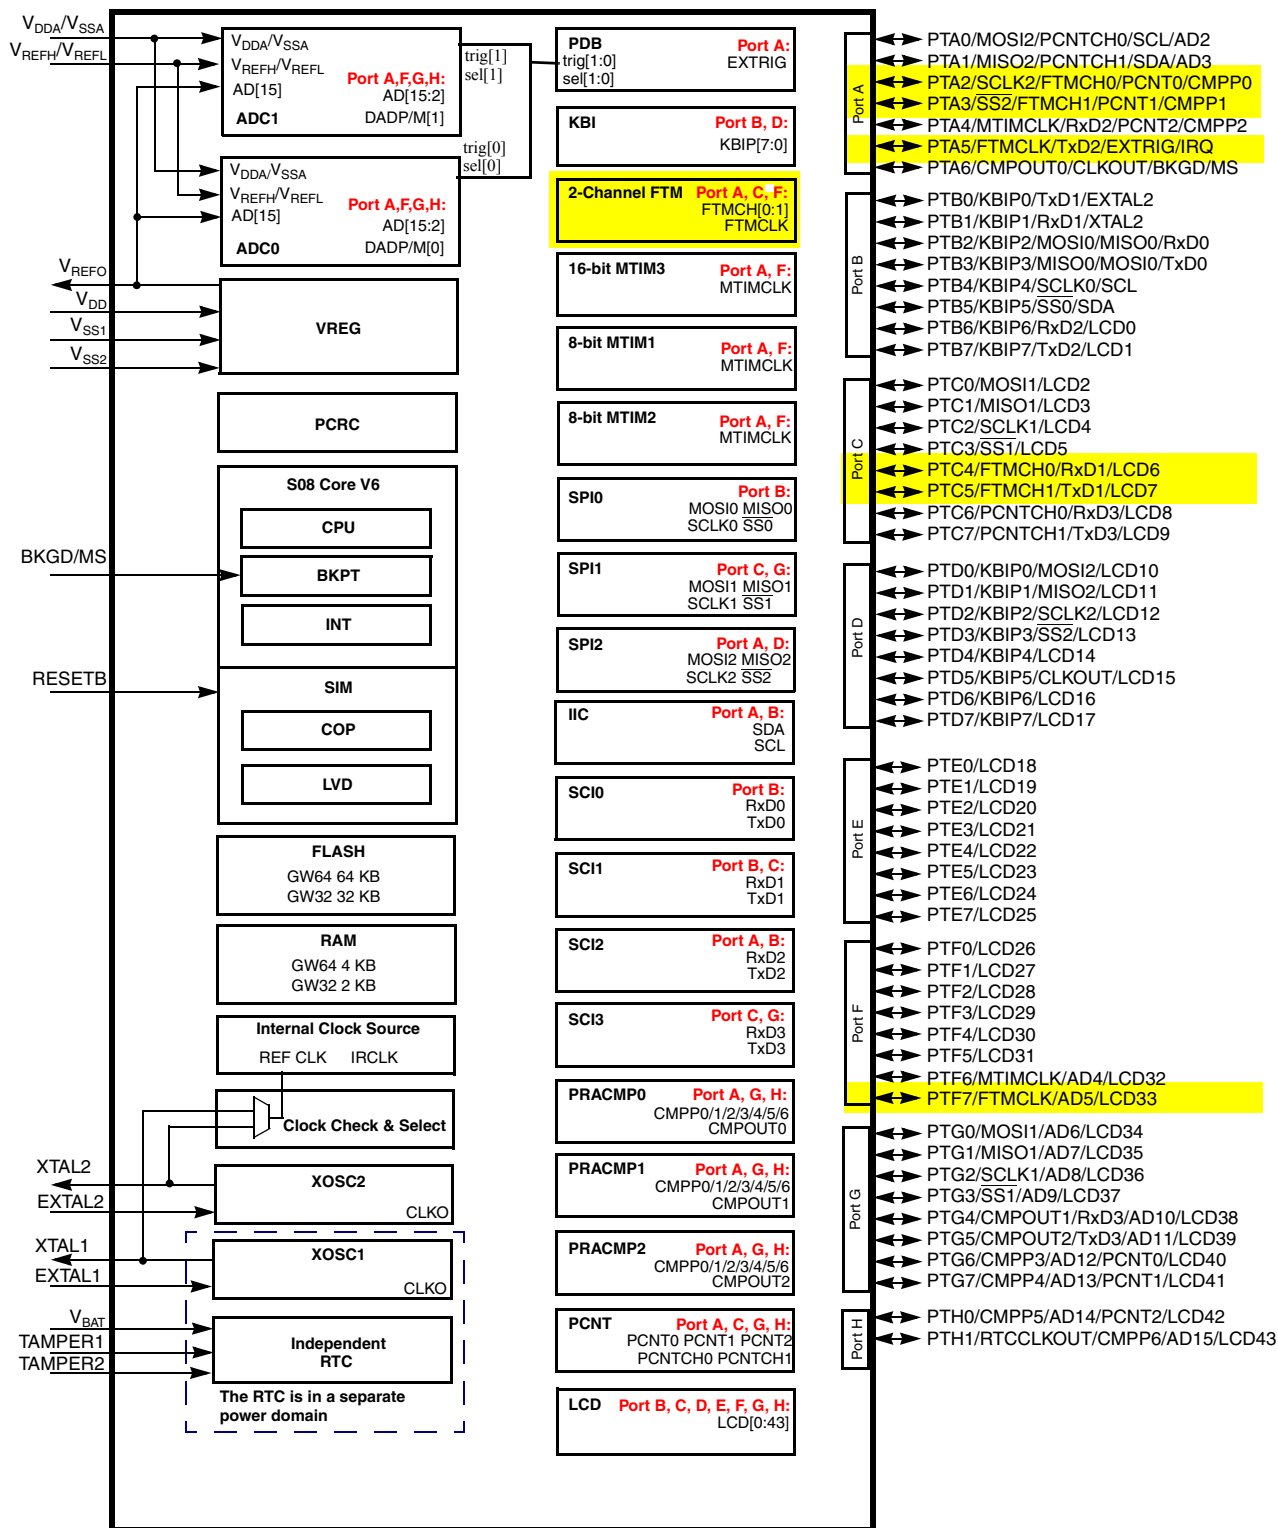 V_DDA/V_SSA
V_REFH/V_REFL
V_REFO
V_DD
V_SS1
V_SS2
BKGD/MS
RESETB
XTAL2
EXTAL2
XTAL1
EXTAL1
V_BAT
TAMPER1
TAMPER2
V_DDA/V_SSA
V_REFH/V_REFL
AD[15]
ADC1
Port A,F,G,H:
AD[15:2]
DADP/M[1]
trig[1]
sel[1]
V_DDA/V_SSA
V_REFH/V_REFL
AD[15]
ADC0
Port A,F,G,H:
AD[15:2]
DADP/M[0]
trig[0]
sel[0]
VREG
PCRC
S08 Core V6
CPU
BKPT
INT
SIM
COP
LVD
FLASH
GW64 64 KB
GW32 32 KB
RAM
GW64 4 KB
GW32 2 KB
Internal Clock Source
REF CLK IRCLK
Clock Check & Select
XOSC2
CLKO
XOSC1
CLKO
Independent
RTC
The RTC is in a separate
power domain
PDB Port A:
trig[1:0] EXTRIG
sel[1:0]
KBI Port B, D:
KBIP[7:0]
2-Channel FTM Port A, C, F:
FTMCH[0:1]
FTMCLK
16-bit MTIM3 Port A, F:
MTIMCLK
8-bit MTIM1 Port A, F:
MTIMCLK
8-bit MTIM2 Port A, F:
MTIMCLK
SPI0 Port B:
MOSI0 MISO0
SCLK0 SS0
SPI1 Port C, G:
MOSI1 MISO1
SCLK1 SS1
SPI2 Port A, D:
MOSI2 MISO2
SCLK2 SS2
IIC Port A, B:
SDA
SCL
SCI0 Port B:
RxD0
TxD0
SCI1 Port B, C:
RxD1
TxD1
SCI2 Port A, B:
RxD2
TxD2
SCI3 Port C, G:
RxD3
TxD3
PRACMP0 Port A, G, H:
CMPP0/1/2/3/4/5/6
CMPOUT0
PRACMP1 Port A, G, H:
CMPP0/1/2/3/4/5/6
CMPOUT1
PRACMP2 Port A, G, H:
CMPP0/1/2/3/4/5/6
CMPOUT2
PCNT Port A, C, G, H:
PCNT0 PCNT1 PCNT2
PCNTCH0 PCNTCH1
LCD Port B, C, D, E, F, G, H:
LCD[0:43]
Port A
PTA0/MOSI2/PCNTCH0/SCL/AD2
PTA1/MISO2/PCNTCH1/SDA/AD3
PTA2/SCLK2/FTMCH0/PCNT0/CMPP0
PTA3/SS2/FTMCH1/PCNT1/CMPP1
PTA4/MTIMCLK/RxD2/PCNT2/CMPP2
PTA5/FTMCLK/TxD2/EXTRIG/IRQ
PTA6/CMPOUT0/CLKOUT/BKGD/MS
Port B
PTB0/KBIP0/TxD1/EXTAL2
PTB1/KBIP1/RxD1/XTAL2
PTB2/KBIP2/MOSI0/MISO0/RxD0
PTB3/KBIP3/MISO0/MOSI0/TxD0
PTB4/KBIP4/SCLK0/SCL
PTB5/KBIP5/SS0/SDA
PTB6/KBIP6/RxD2/LCD0
PTB7/KBIP7/TxD2/LCD1
Port C
PTC0/MOSI1/LCD2
PTC1/MISO1/LCD3
PTC2/SCLK1/LCD4
PTC3/SS1/LCD5
PTC4/FTMCH0/RxD1/LCD6
PTC5/FTMCH1/TxD1/LCD7
PTC6/PCNTCH0/RxD3/LCD8
PTC7/PCNTCH1/TxD3/LCD9
Port D
PTD0/KBIP0/MOSI2/LCD10
PTD1/KBIP1/MISO2/LCD11
PTD2/KBIP2/SCLK2/LCD12
PTD3/KBIP3/SS2/LCD13
PTD4/KBIP4/LCD14
PTD5/KBIP5/CLKOUT/LCD15
PTD6/KBIP6/LCD16
PTD7/KBIP7/LCD17
Port E
PTE0/LCD18
PTE1/LCD19
PTE2/LCD20
PTE3/LCD21
PTE4/LCD22
PTE5/LCD23
PTE6/LCD24
PTE7/LCD25
Port F
PTF0/LCD26
PTF1/LCD27
PTF2/LCD28
PTF3/LCD29
PTF4/LCD30
PTF5/LCD31
PTF6/MTIMCLK/AD4/LCD32
PTF7/FTMCLK/AD5/LCD33
Port G
PTG0/MOSI1/AD6/LCD34
PTG1/MISO1/AD7/LCD35
PTG2/SCLK1/AD8/LCD36
PTG3/SS1/AD9/LCD37
PTG4/CMPOUT1/RxD3/AD10/LCD38
PTG5/CMPOUT2/TxD3/AD11/LCD39
PTG6/CMPP3/AD12/PCNT0/LCD40
PTG7/CMPP4/AD13/PCNT1/LCD41
Port H
PTH0/CMPP5/AD14/PCNT2/LCD42
PTH1/RTCCLKOUT/CMPP6/AD15/LCD43